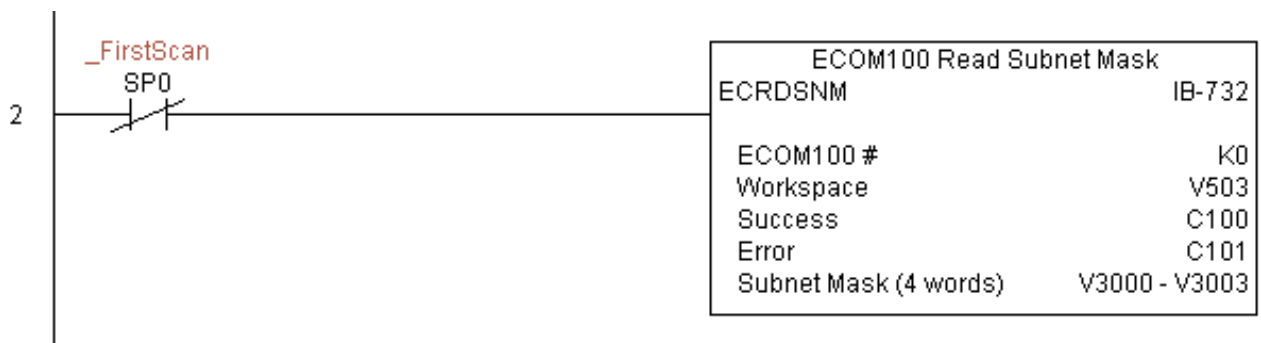 _FirstScan
SP0
2
ECOM100 Read Subnet Mask
ECRDSNM IB-732
ECOM100 # K0
Workspace V503
Success C100
Error C101
Subnet Mask (4 words) V3000 - V3003